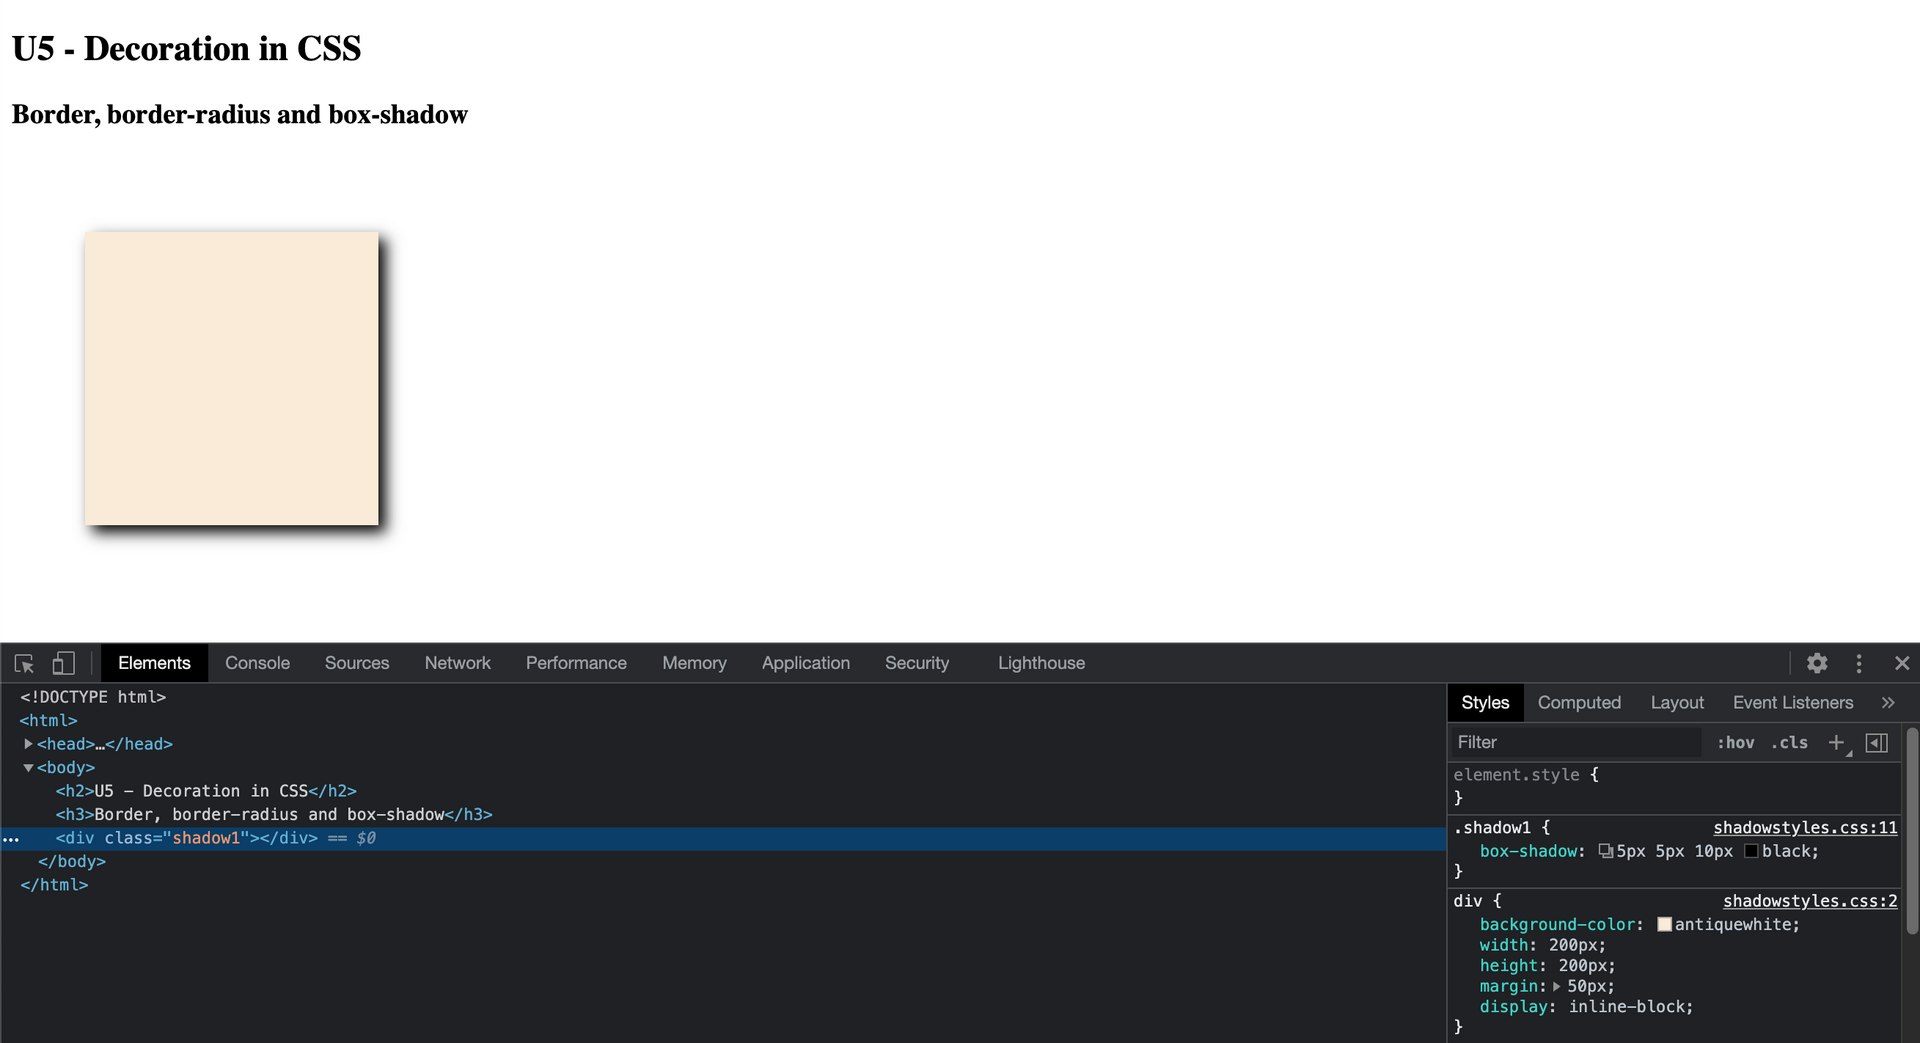 U5 - Decoration in CSS
Border, border-radius and box-shadow
Elements Console Sources Network Performance Memory Application Security Lighthouse
<!DOCTYPE html>
<html>
<head>…</head>
<body>
<h2>U5 – Decoration in CSS</h2>
<h3>Border, border-radius and box-shadow</h3>
<div class="shadow1"></div> == $0
</body>
</html>
Styles Computed Layout Event Listeners »
Filter :hov .cls +
element.style {
}
.shadow1 { shadowstyles.css:11
box-shadow: 5px 5px 10px black;
}
div { shadowstyles.css:2
background-color: antiquewhite;
width: 200px;
height: 200px;
margin: 50px;
display: inline-block;
}